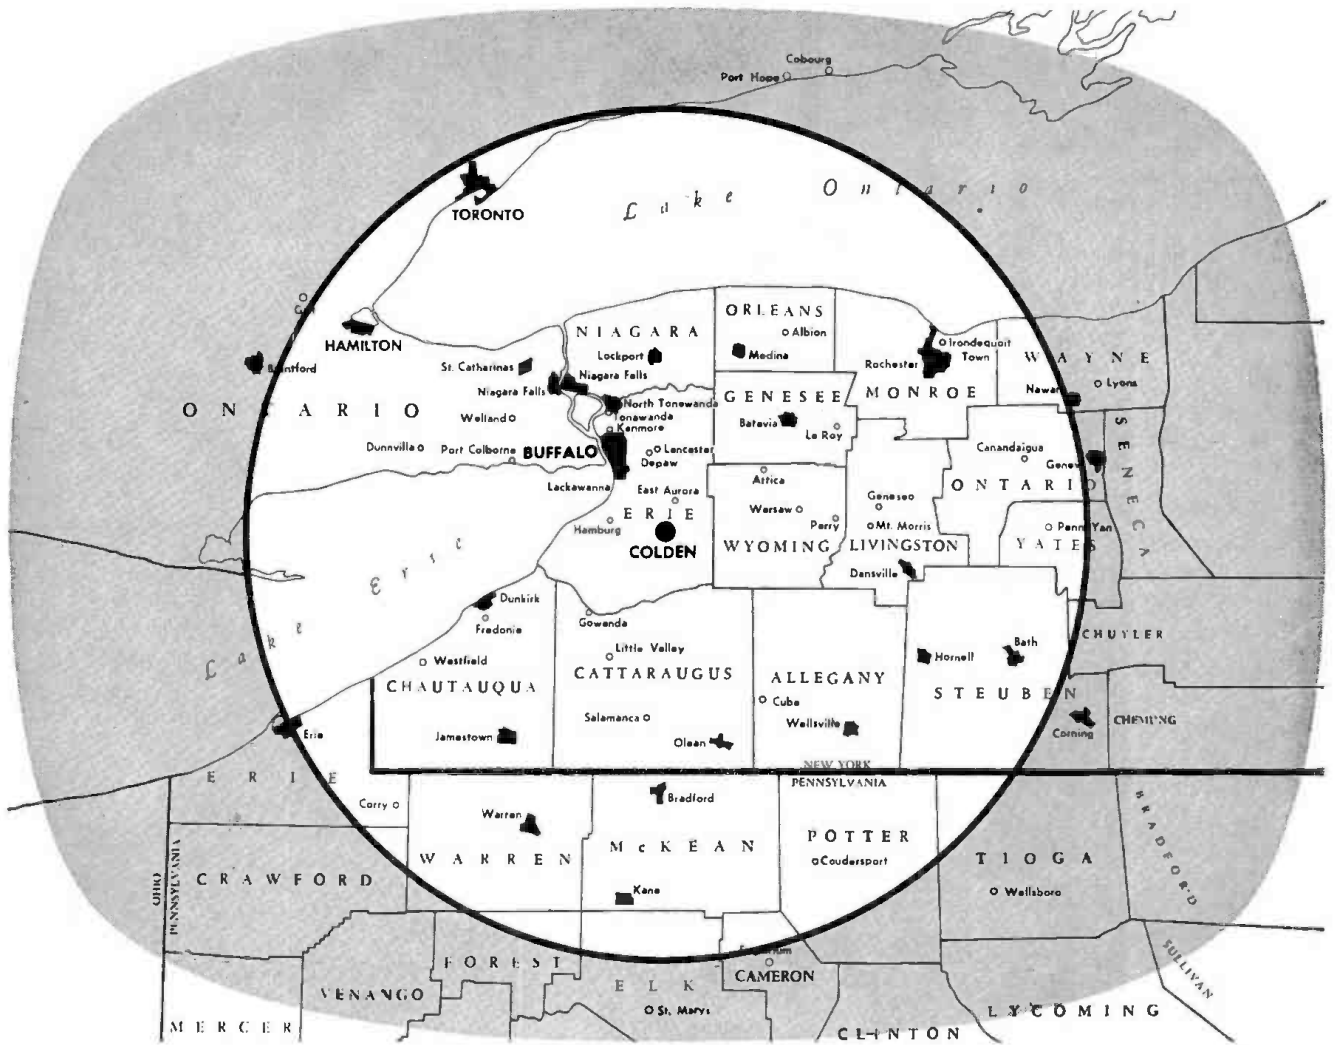 Cobourg
Port Hope
Lake Ontario
TORONTO
HAMILTON
Brantford
ONTARIO
St. Catharines
Niagara Falls
Welland
Dunnville
Port Colborne
NIAGARA
Lockport
Niagara Falls
North Tonawanda
Tonawanda
Kenmore
BUFFALO
Lancaster
Depaw
Lackawanna
East Aurora
ERIE
Hamburg
COLDEN
ORLEANS
Albion
Medina
GENESEE
Batavia
Le Roy
Irondequoit
Town
Rochester
MONROE
WAYNE
Newar
Lyons
SENECA
Canandaigua
Genev
ONTARIO
Attica
Warsaw
Perry
WYOMING
Geneseo
Mt. Morris
LIVINGSTON
Dansville
Penn Yan
YATES
Lake Erie
Dunkirk
Fredonia
Westfield
CHAUTAUQUA
Jamestown
Gowanda
Little Valley
CATTARAUGUS
Salamanca
Olean
ALLEGANY
Cuba
Wellsville
Hornell
Bath
STEUBEN
CHUYLER
Corning
CHEMUNG
NEW YORK
PENNSYLVANIA
Erie
ERIE
Corry
OHIO
PENNSYLVANIA
CRAWFORD
Warren
WARREN
Bradford
McKEAN
Kane
POTTER
Coudersport
TIOGA
Wellsboro
BRADFORD
SULLIVAN
FOREST
VENANGO
MERCER
ELK
St. Marys
CAMERON
CLINTON
LYCOMING